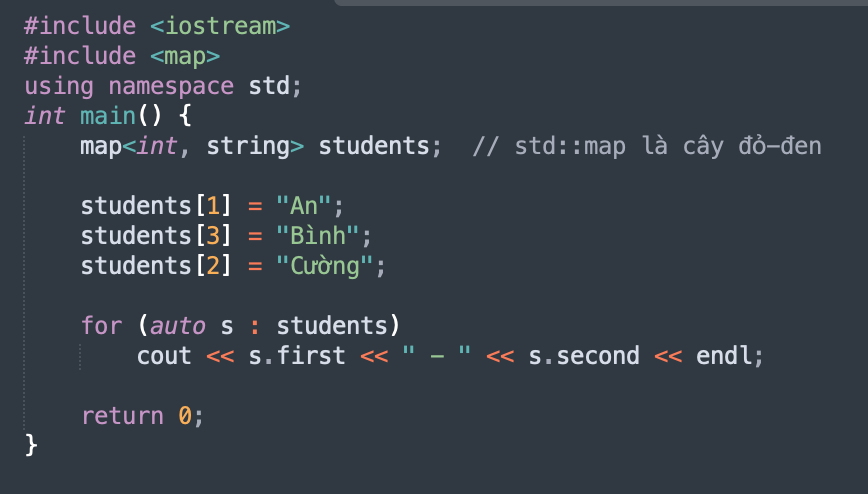 #include <iostream>
#include <map>
using namespace std;
int main() {
    map<int, string> students;  // std::map là cây đỏ-đen
    students[1] = "An";
    students[3] = "Bình";
    students[2] = "Cường";
    for (auto s : students)
        cout << s.first << " - " << s.second << endl;
    return 0;
}